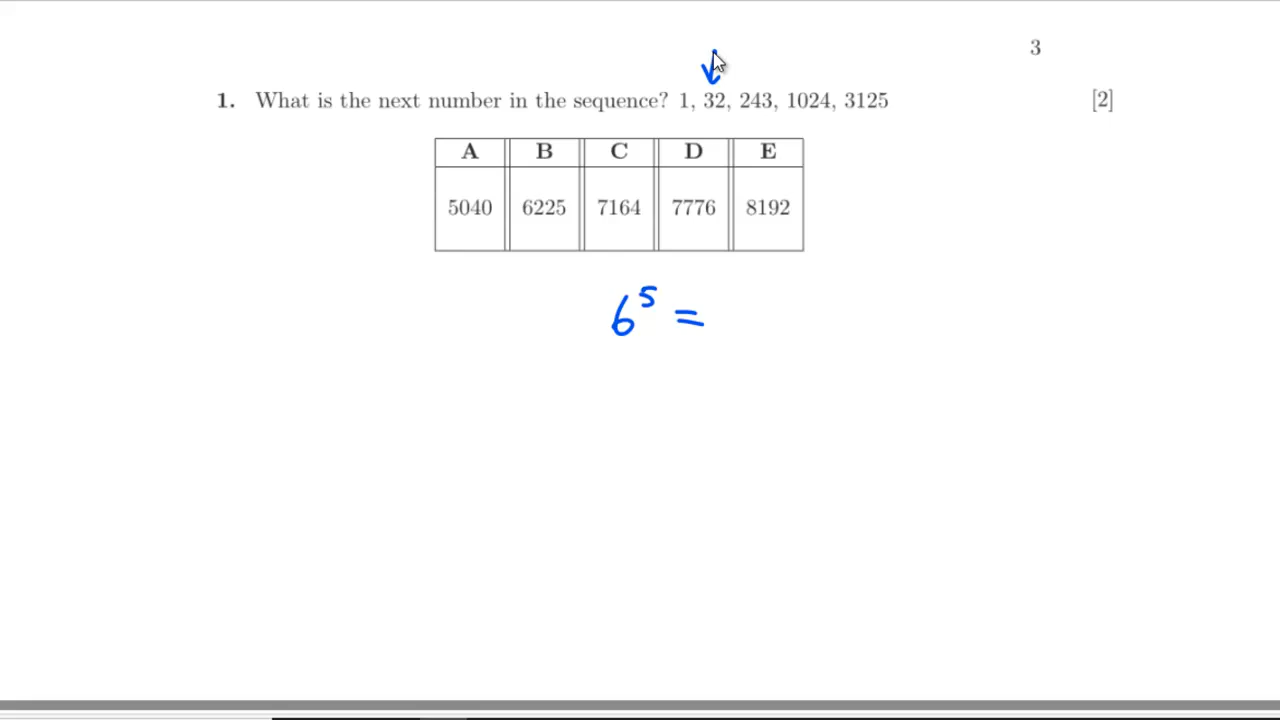 3
1. What is the next number in the sequence? 1, 32, 243, 1024, 3125 [2]
A B C D E
5040 6225 7164 7776 8192
6⁵ =